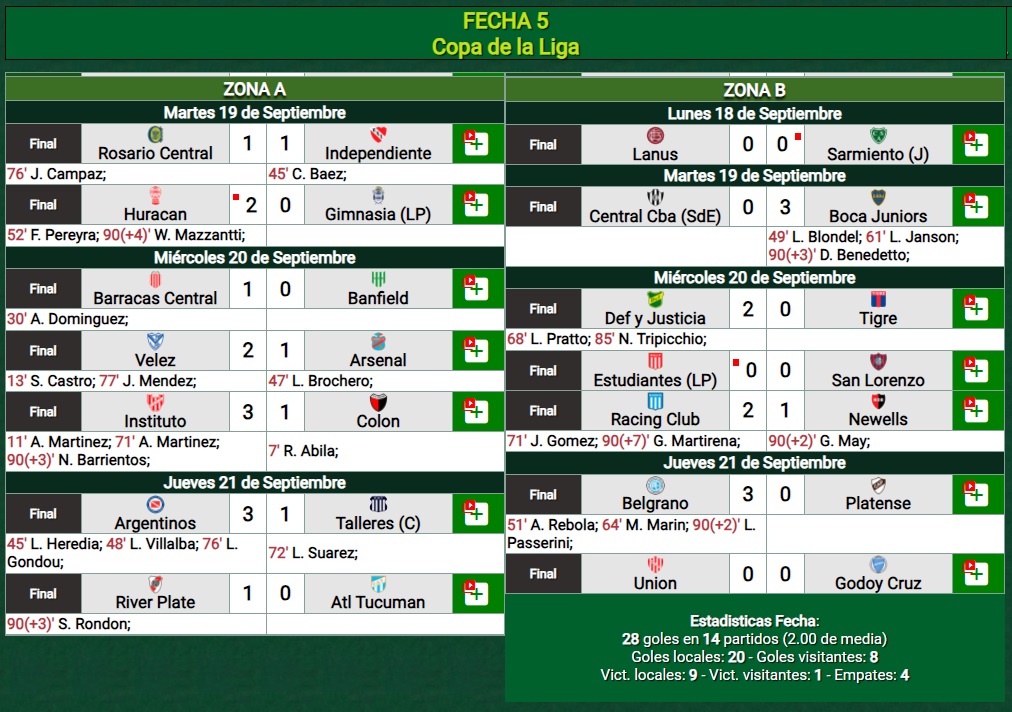 FECHA 5
Copa de la Liga
ZONA A
Martes 19 de Septiembre
Final Rosario Central 1 1 Independiente
76' J. Campaz; 45' C. Baez;
Final Huracan 2 0 Gimnasia (LP)
52' F. Pereyra; 90(+4)' W. Mazzantti;
Miércoles 20 de Septiembre
Final Barracas Central 1 0 Banfield
30' A. Dominguez;
Final Velez 2 1 Arsenal
13' S. Castro; 77' J. Mendez; 47' L. Brochero;
Final Instituto 3 1 Colon
11' A. Martinez; 71' A. Martinez;
90(+3)' N. Barrientos;
7' R. Abila;
Jueves 21 de Septiembre
Final Argentinos 3 1 Talleres (C)
45' L. Heredia; 48' L. Villalba; 76' L.
Gondou;
72' L. Suarez;
Final River Plate 1 0 Atl Tucuman
90(+3)' S. Rondon;
ZONA B
Lunes 18 de Septiembre
Final Lanus 0 0 Sarmiento (J)
Martes 19 de Septiembre
Final Central Cba (SdE) 0 3 Boca Juniors
49' L. Blondel; 61' L. Janson;
90(+3)' D. Benedetto;
Miércoles 20 de Septiembre
Final Def y Justicia 2 0 Tigre
68' L. Pratto; 85' N. Tripicchio;
Final Estudiantes (LP) 0 0 San Lorenzo
Final Racing Club 2 1 Newells
71' J. Gomez; 90(+7)' G. Martirena; 90(+2)' G. May;
Jueves 21 de Septiembre
Final Belgrano 3 0 Platense
51' A. Rebola; 64' M. Marin; 90(+2)' L.
Passerini;
Final Union 0 0 Godoy Cruz
Estadisticas Fecha:
28 goles en 14 partidos (2.00 de media)
Goles locales: 20 - Goles visitantes: 8
Vict. locales: 9 - Vict. visitantes: 1 - Empates: 4